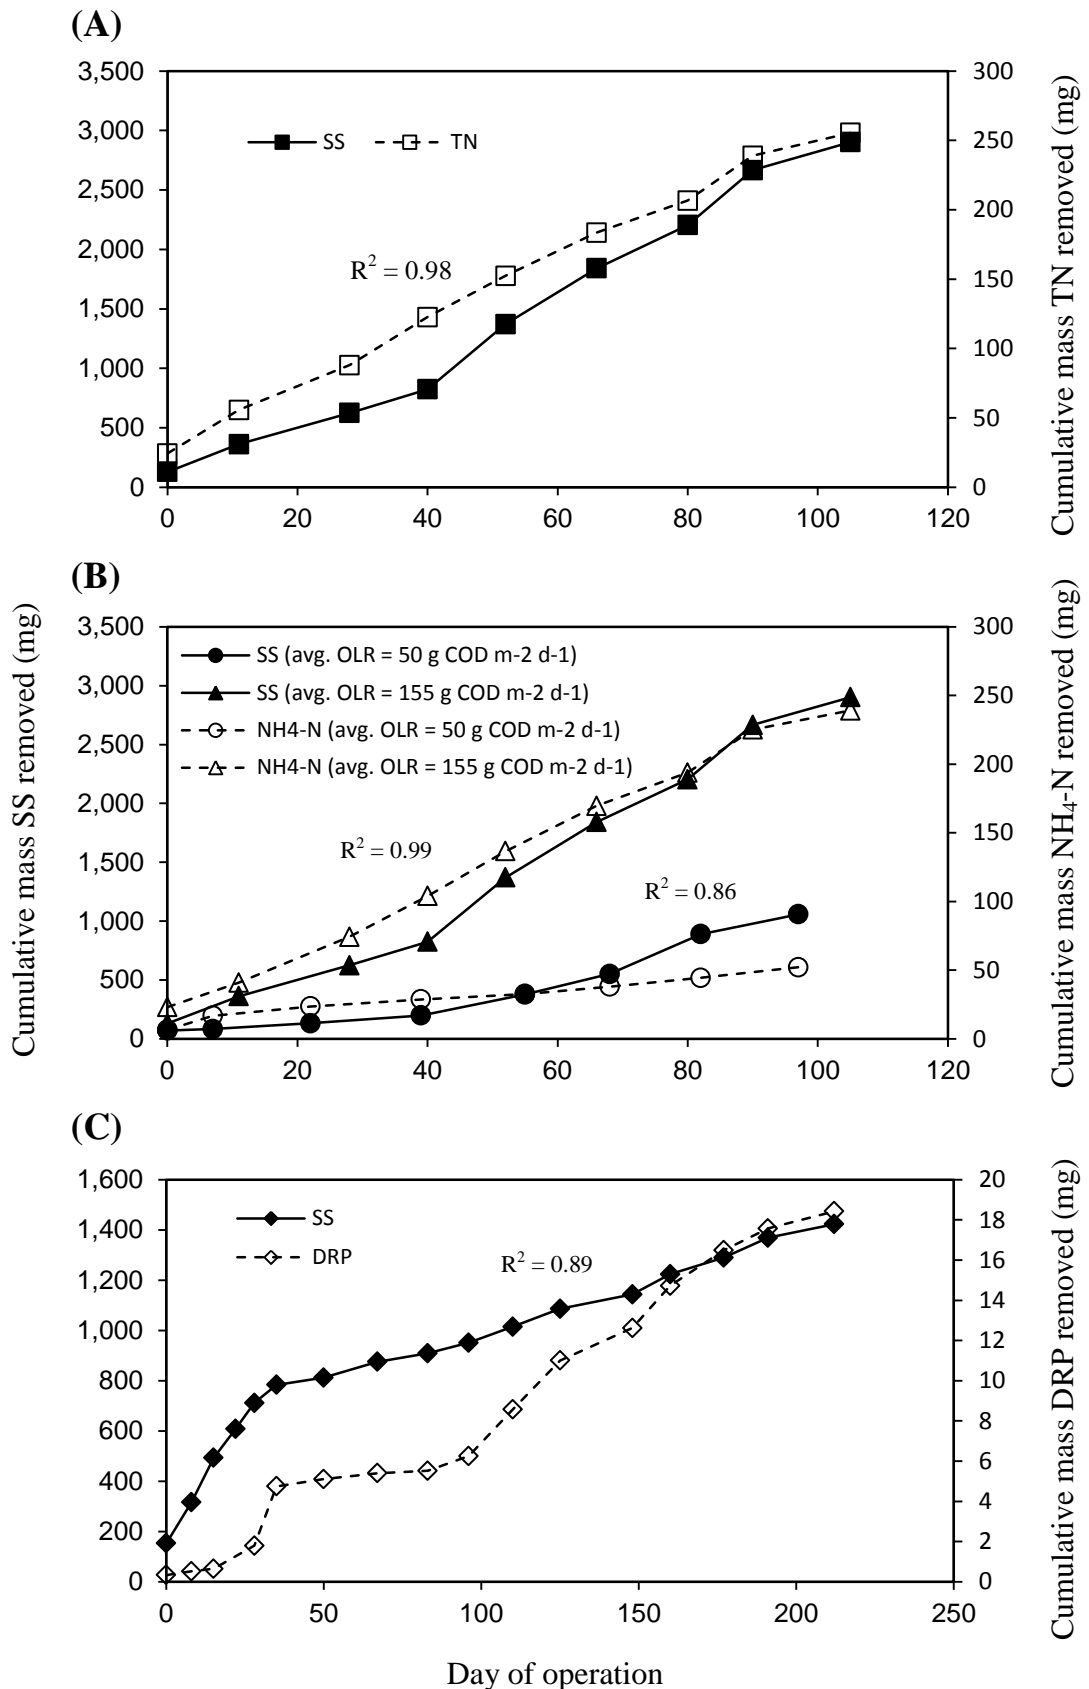 (A)
3,500
3,000
2,500
2,000
1,500
1,000
500
0
300
250
200
150
100
50
0
0 20 40 60 80 100 120
SS TN
R² = 0.98
Cumulative mass TN removed (mg)
(B)
3,500
3,000
2,500
2,000
1,500
1,000
500
0
300
250
200
150
100
50
0
0 20 40 60 80 100 120
SS (avg. OLR = 50 g COD m-2 d-1)
SS (avg. OLR = 155 g COD m-2 d-1)
NH4-N (avg. OLR = 50 g COD m-2 d-1)
NH4-N (avg. OLR = 155 g COD m-2 d-1)
R² = 0.99
R² = 0.86
Cumulative mass SS removed (mg)
Cumulative mass NH₄-N removed (mg)
(C)
1,600
1,400
1,200
1,000
800
600
400
200
0
20
18
16
14
12
10
8
6
4
2
0
0 50 100 150 200 250
SS
DRP
R² = 0.89
Cumulative mass DRP removed (mg)
Day of operation